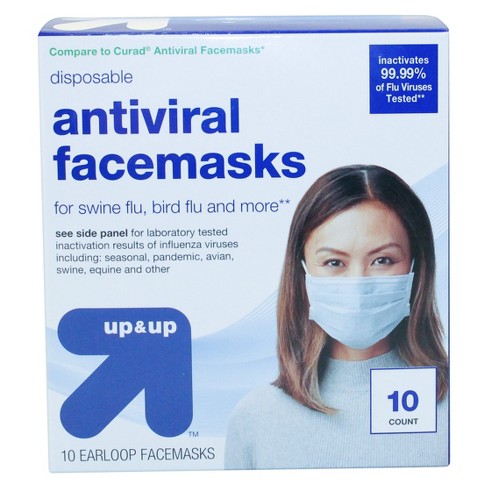 Compare to Curad® Antiviral Facemasks*
disposable
antiviral
facemasks
for swine flu, bird flu and more**
see side panel for laboratory tested
inactivation results of influenza viruses
including: seasonal, pandemic, avian,
swine, equine and other
inactivates
99.99%
of Flu Viruses
Tested**
up&up
TM
10
COUNT
10 EARLOOP FACEMASKS